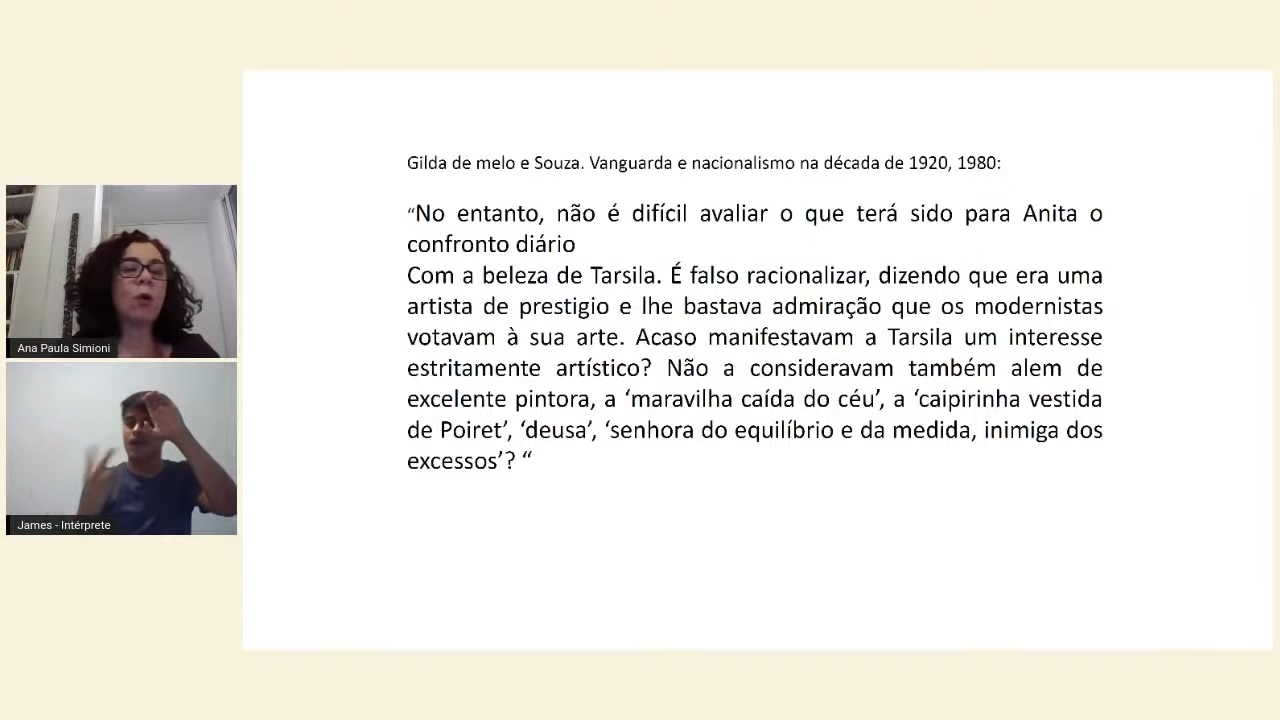 Gilda de melo e Souza. Vanguarda e nacionalismo na década de 1920, 1980:
“No entanto, não é difícil avaliar o que terá sido para Anita o
confronto diário
Com a beleza de Tarsila. É falso racionalizar, dizendo que era uma
artista de prestigio e lhe bastava admiração que os modernistas
votavam à sua arte. Acaso manifestavam a Tarsila um interesse
estritamente artístico? Não a consideravam também alem de
excelente pintora, a ‘maravilha caída do céu’, a ‘caipirinha vestida
de Poiret’, ‘deusa’, ‘senhora do equilíbrio e da medida, inimiga dos
excessos’? “
Ana Paula Simioni
James - Intérprete